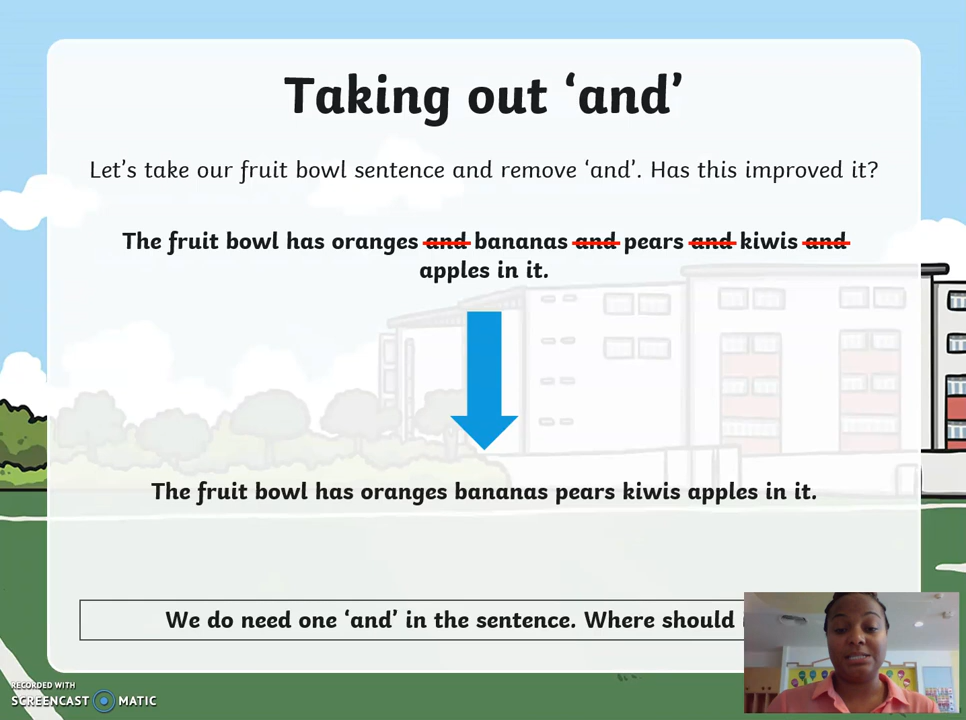 Taking out ‘and’
Let’s take our fruit bowl sentence and remove ‘and’. Has this improved it?
The fruit bowl has oranges and bananas and pears and kiwis and
apples in it.
The fruit bowl has oranges bananas pears kiwis apples in it.
We do need one ‘and’ in the sentence. Where should
RECORDED WITH
SCREENCAST MATIC